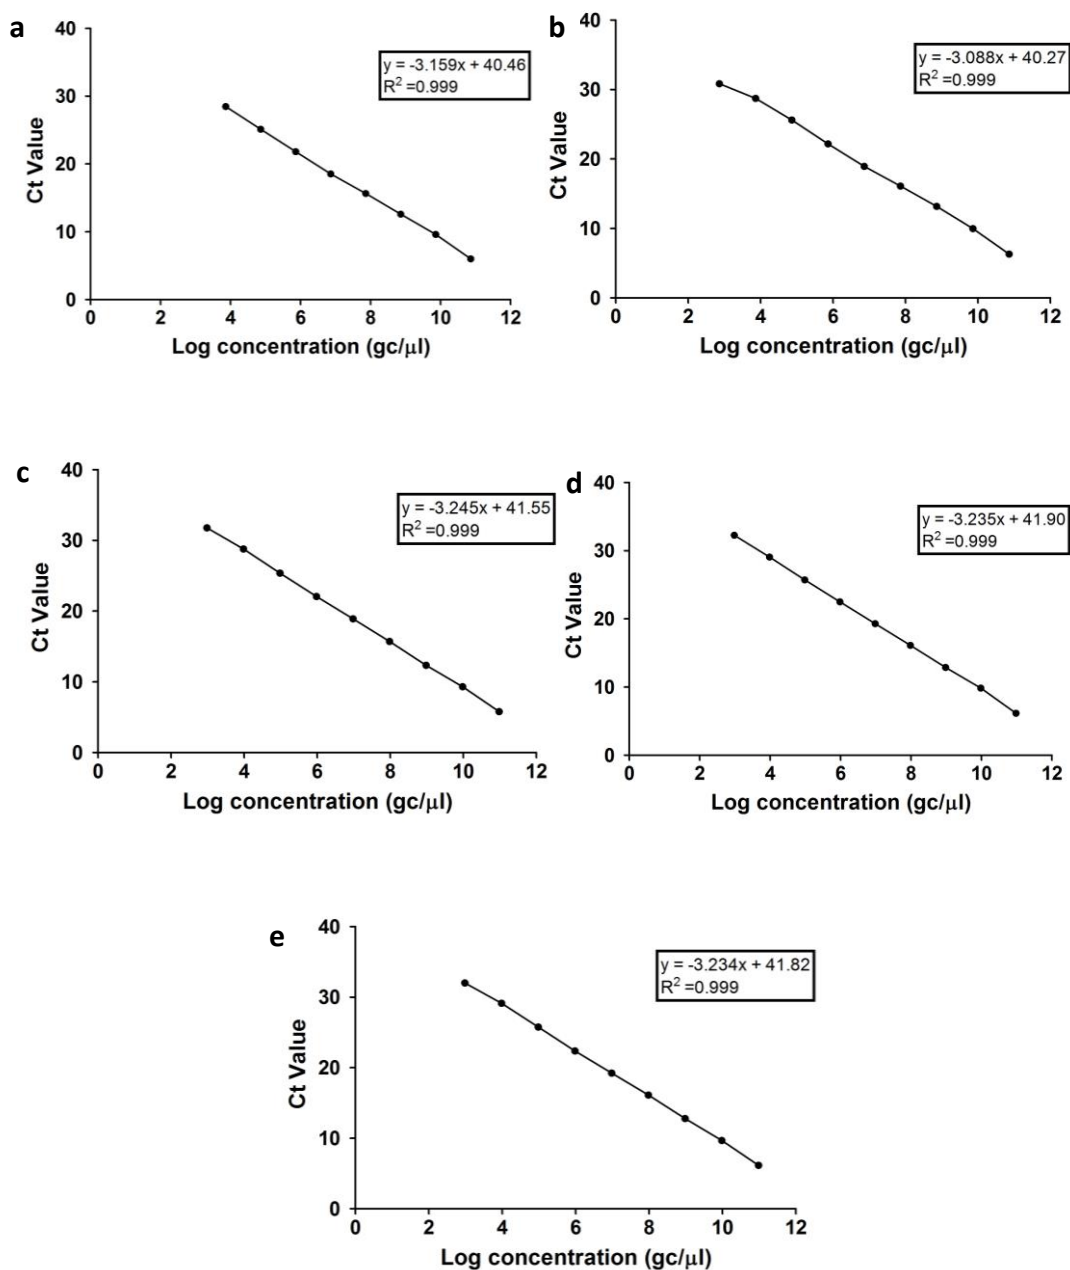 a
40
30
20
10
0
0 2 4 6 8 10 12
Ct Value
Log concentration (gc/μl)
y = -3.159x + 40.46
R² =0.999
b
40
30
20
10
0
0 2 4 6 8 10 12
Ct Value
Log concentration (gc/μl)
y = -3.088x + 40.27
R² =0.999
c
40
30
20
10
0
0 2 4 6 8 10 12
Ct Value
Log concentration (gc/μl)
y = -3.245x + 41.55
R² =0.999
d
40
30
20
10
0
0 2 4 6 8 10 12
Ct Value
Log concentration (gc/μl)
y = -3.235x + 41.90
R² =0.999
e
40
30
20
10
0
0 2 4 6 8 10 12
Ct Value
Log concentration (gc/μl)
y = -3.234x + 41.82
R² =0.999